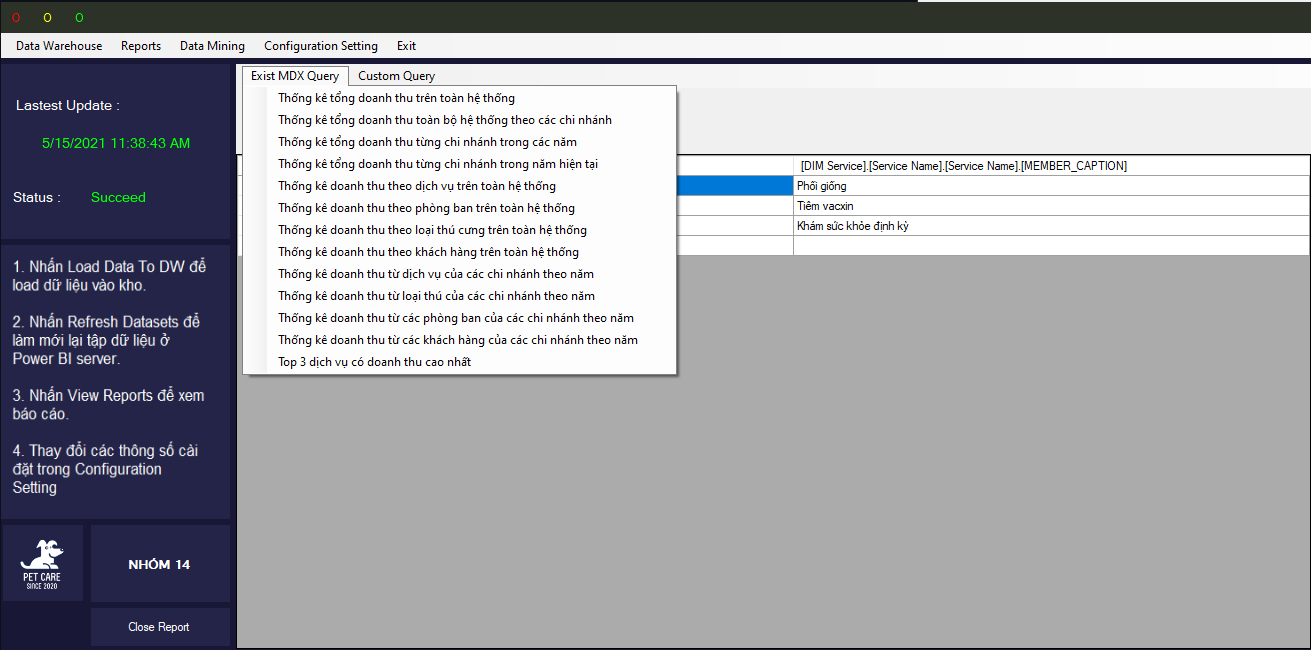 O O O
Data Warehouse Reports Data Mining Configuration Setting Exit
Exist MDX Query Custom Query
Lastest Update :
5/15/2021 11:38:43 AM
Status : Succeed
1. Nhấn Load Data To DW để
load dữ liệu vào kho.
2. Nhấn Refresh Datasets để
làm mới lại tập dữ liệu ở
Power BI server.
3. Nhấn View Reports để xem
báo cáo.
4. Thay đổi các thông số cài
đặt trong Configuration
Setting
PET CARE
SINCE 2020
NHÓM 14
Close Report
Thống kê tổng doanh thu trên toàn hệ thống
Thống kê tổng doanh thu toàn bộ hệ thống theo các chi nhánh
Thống kê tổng doanh thu từng chi nhánh trong các năm
Thống kê tổng doanh thu từng chi nhánh trong năm hiện tại
Thống kê doanh thu theo dịch vụ trên toàn hệ thống
Thống kê doanh thu theo phòng ban trên toàn hệ thống
Thống kê doanh thu theo loại thú cưng trên toàn hệ thống
Thống kê doanh thu theo khách hàng trên toàn hệ thống
Thống kê doanh thu từ dịch vụ của các chi nhánh theo năm
Thống kê doanh thu từ loại thú của các chi nhánh theo năm
Thống kê doanh thu từ các phòng ban của các chi nhánh theo năm
Thống kê doanh thu từ các khách hàng của các chi nhánh theo năm
Top 3 dịch vụ có doanh thu cao nhất
[DIM Service].[Service Name].[Service Name].[MEMBER_CAPTION]
Phối giống
Tiêm vacxin
Khám sức khỏe định kỳ